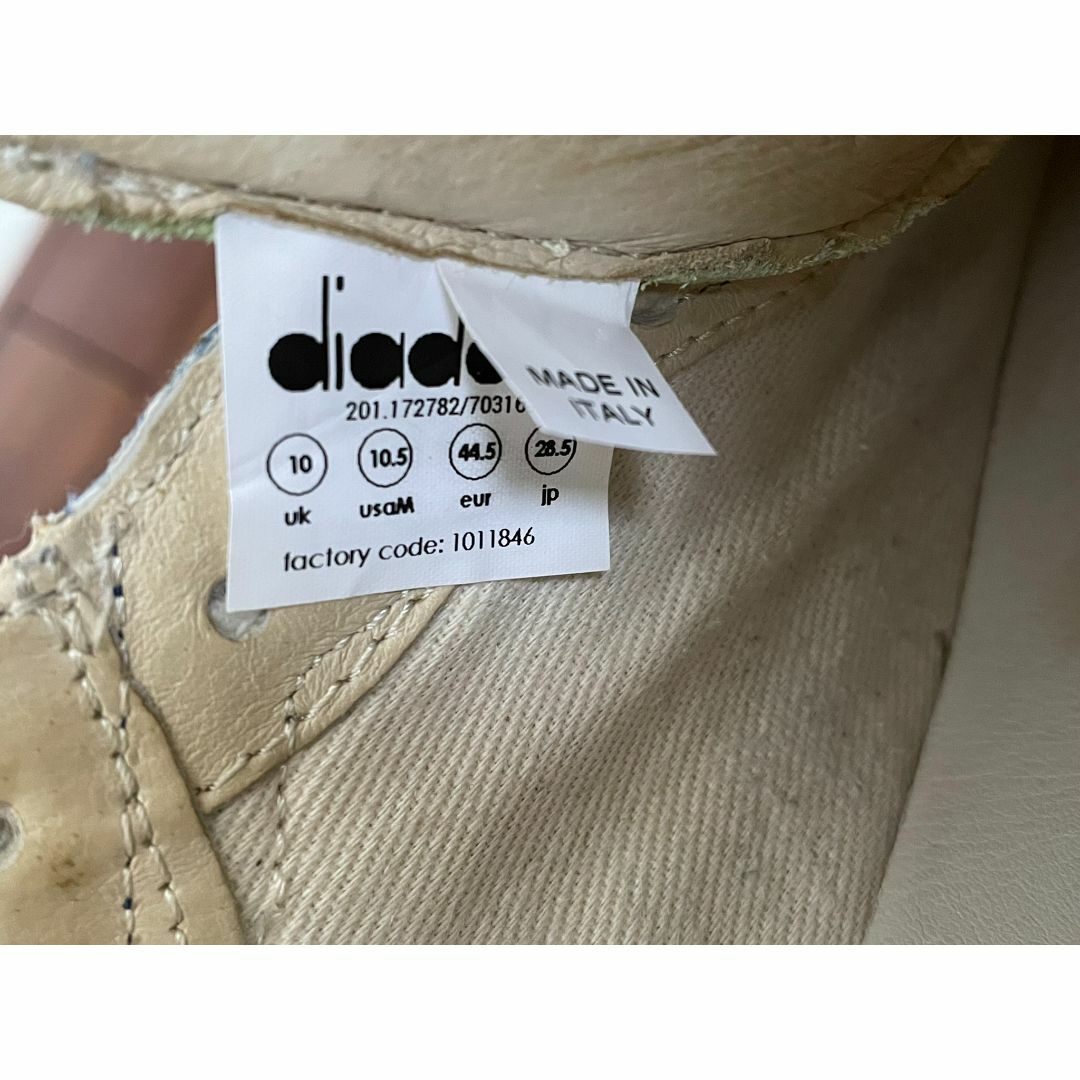 diado
MADE IN
ITALY
201.172782/70316
10 10.5 44.5 28.5
uk usaM eur jp
factory code: 1011846